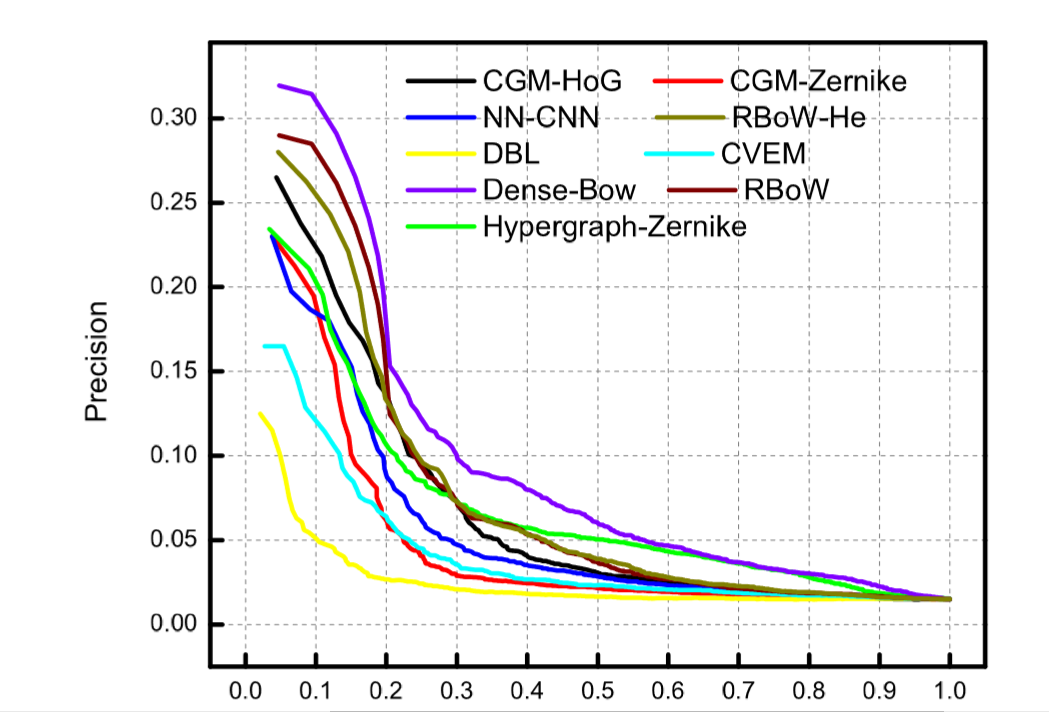 CGM-HoG CGM-Zernike
0.30
NN-CNN RBoW-He
DBL CVEM
Dense-Bow RBoW
0.25
Hypergraph-Zernike
0.20
0.15
Precision
0.10
0.05
0.00
0.0 0.1 0.2 0.3 0.4 0.5 0.6 0.7 0.8 0.9 1.0